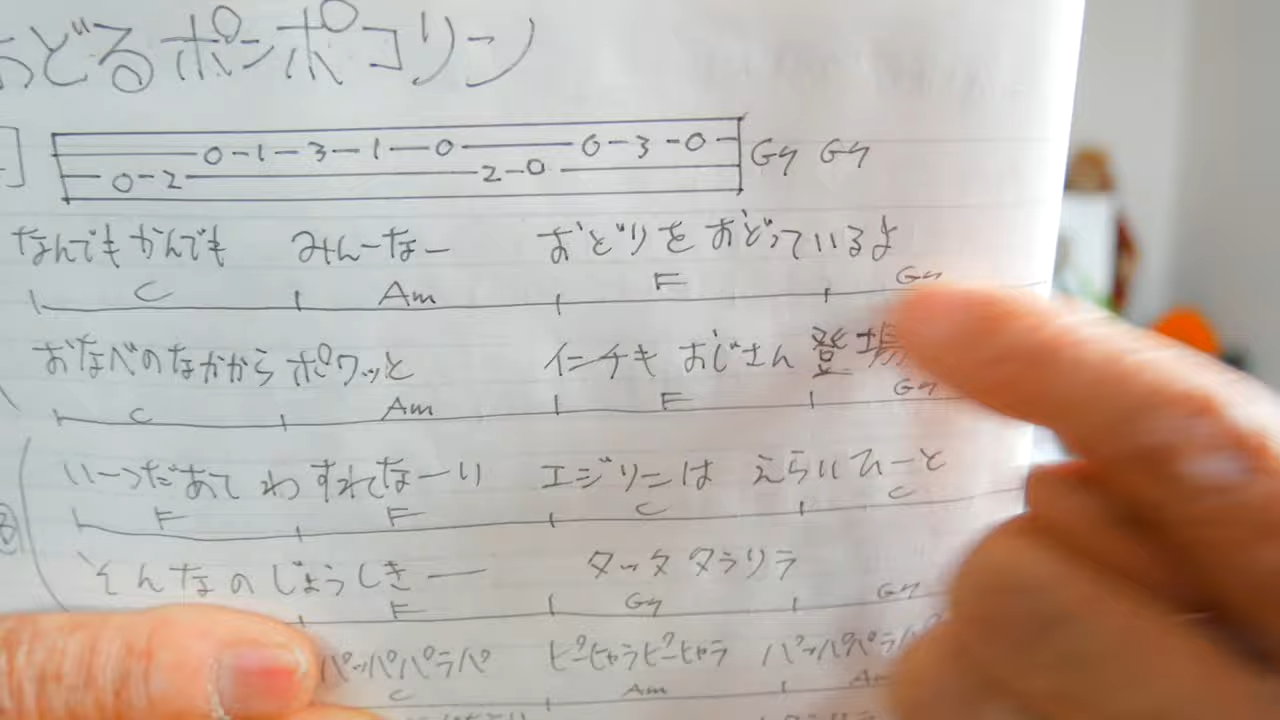 おどるポンポコリン
0-1-3-1-0 0-3-0 G7 G7
0-2 2-0
なんでもかんでも みんーなー おどりをおどっているよ
C Am F G7
おなべのなかから ポワッと インチキ おじさん 登場
C Am F G7
いーつだあて わすれなーい エジソンは えらいひーと
F F C C
そんなのじょうしきー タッタ タラリラ
F G7 G7
パッパパラパ ピーヒャラピーヒャラ パッパパラパ
C Am Am